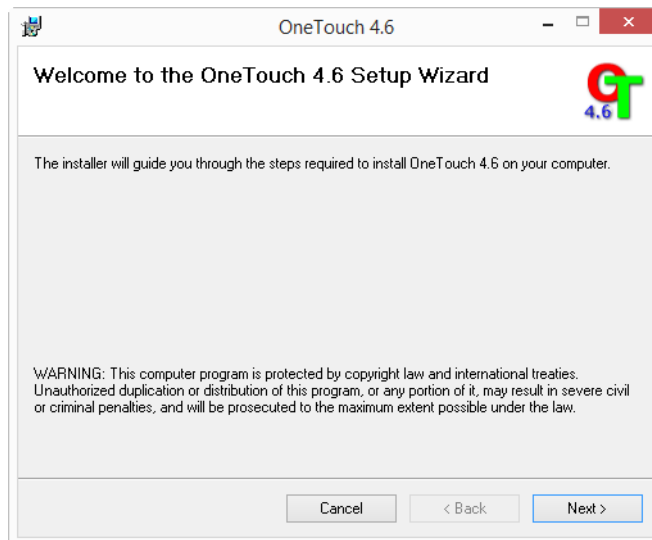 OneTouch 4.6
Welcome to the OneTouch 4.6 Setup Wizard
OT
4.6
The installer will guide you through the steps required to install OneTouch 4.6 on your computer.
WARNING: This computer program is protected by copyright law and international treaties.
Unauthorized duplication or distribution of this program, or any portion of it, may result in severe civil
or criminal penalties, and will be prosecuted to the maximum extent possible under the law.
Cancel
< Back
Next >